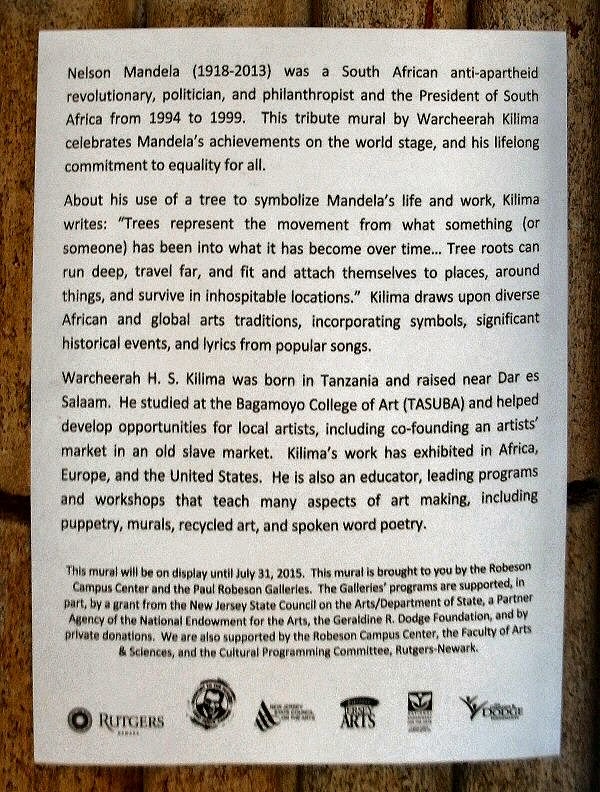 Nelson Mandela (1918-2013) was a South African anti-apartheid
revolutionary, politician, and philanthropist and the President of South
Africa from 1994 to 1999. This tribute mural by Warcheerah Kilima
celebrates Mandela's achievements on the world stage, and his lifelong
commitment to equality for all.
About his use of a tree to symbolize Mandela's life and work, Kilima
writes: "Trees represent the movement from what something (or
someone) has been into what it has become over time... Tree roots can
run deep, travel far, and fit and attach themselves to places, around
things, and survive in inhospitable locations." Kilima draws upon diverse
African and global arts traditions, incorporating symbols, significant
historical events, and lyrics from popular songs.
Warcheerah H. S. Kilima was born in Tanzania and raised near Dar es
Salaam. He studied at the Bagamoyo College of Art (TASUBA) and helped
develop opportunities for local artists, including co-founding an artists'
market in an old slave market. Kilima's work has exhibited in Africa,
Europe, and the United States. He is also an educator, leading programs
and workshops that teach many aspects of art making, including
puppetry, murals, recycled art, and spoken word poetry.
This mural will be on display until July 31, 2015. This mural is brought to you by the Robeson
Campus Center and the Paul Robeson Galleries. The Galleries' programs are supported, in
part, by a grant from the New Jersey State Council on the Arts/Department of State, a Partner
Agency of the National Endowment for the Arts, the Geraldine R. Dodge Foundation, and by
private donations. We are also supported by the Robeson Campus Center, the Faculty of Arts
& Sciences, and the Cultural Programming Committee, Rutgers-Newark.
RUTGERS
NEWARK
NEW JERSEY
STATE COUNCIL
ON THE ARTS
JERSEY
ARTS
DODGE